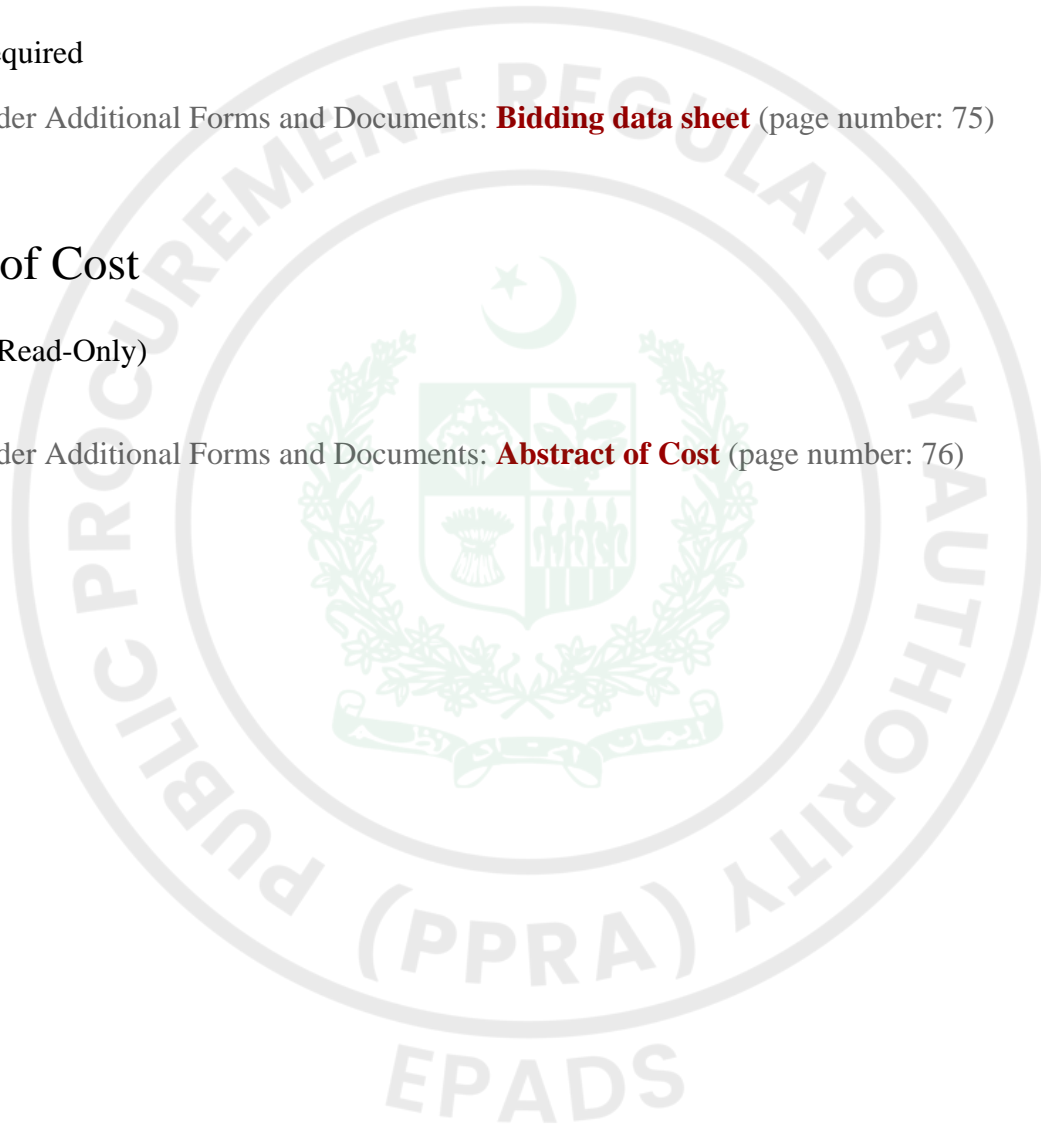 equired
der Additional Forms and Documents: Bidding data sheet (page number: 75)
of Cost
Read-Only)
der Additional Forms and Documents: Abstract of Cost (page number: 76)
PUBLIC PROCUREMENT REGULATORY AUTHORITY
(PPRA)
EPADS